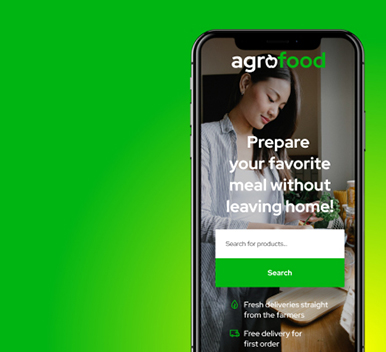 agrofood
Prepare
your favorite
meal without
leaving home!
Search for products...
Search
Fresh deliveries straight
from the farmers
Free delivery for
first order